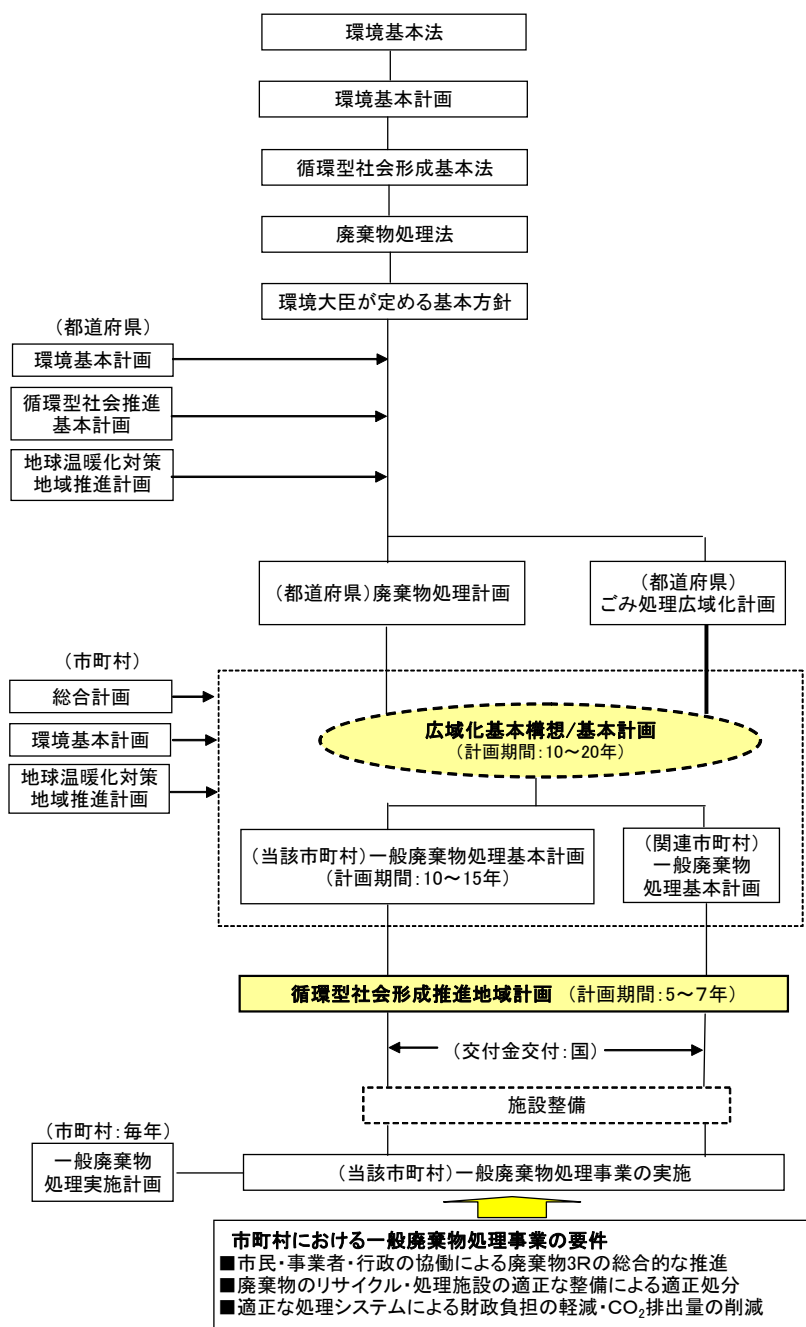 環境基本法
環境基本計画
循環型社会形成基本法
廃棄物処理法
環境大臣が定める基本方針
（都道府県）
環境基本計画
循環型社会推進
基本計画
地球温暖化対策
地域推進計画
（都道府県）廃棄物処理計画
（都道府県）
ごみ処理広域化計画
（市町村）
総合計画
環境基本計画
地球温暖化対策
地域推進計画
広域化基本構想/基本計画
（計画期間：10～20年）
（当該市町村）一般廃棄物処理基本計画
（計画期間：10～15年）
（関連市町村）
一般廃棄物
処理基本計画
循環型社会形成推進地域計画 （計画期間：5～7年）
（交付金交付：国）
施設整備
（市町村：毎年）
一般廃棄物
処理実施計画
（当該市町村）一般廃棄物処理事業の実施
市町村における一般廃棄物処理事業の要件
■市民・事業者・行政の協働による廃棄物3Rの総合的な推進
■廃棄物のリサイクル・処理施設の適正な整備による適正処分
■適正な処理システムによる財政負担の軽減・CO₂排出量の削減